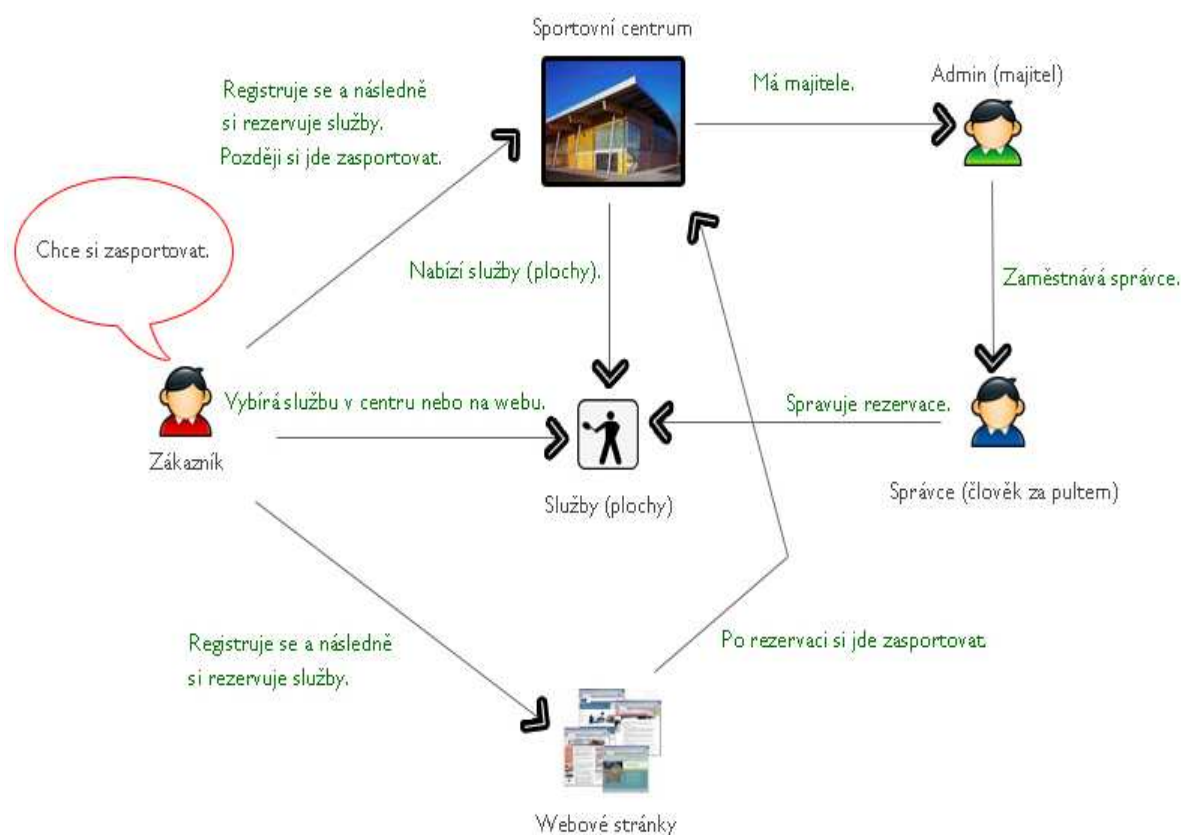 Sportovní centrum
Admin (majitel)
Má majitele.
Registruje se a následně
si rezervuje služby.
Později si jde zasportovat.
Chce si zasportovat.
Nabízí služby (plochy).
Zaměstnává správce.
Vybírá službu v centru nebo na webu.
Spravuje rezervace.
Zákazník
Služby (plochy)
Správce (člověk za pultem)
Registruje se a následně
si rezervuje služby.
Po rezervaci si jde zasportovat.
Webové stránky